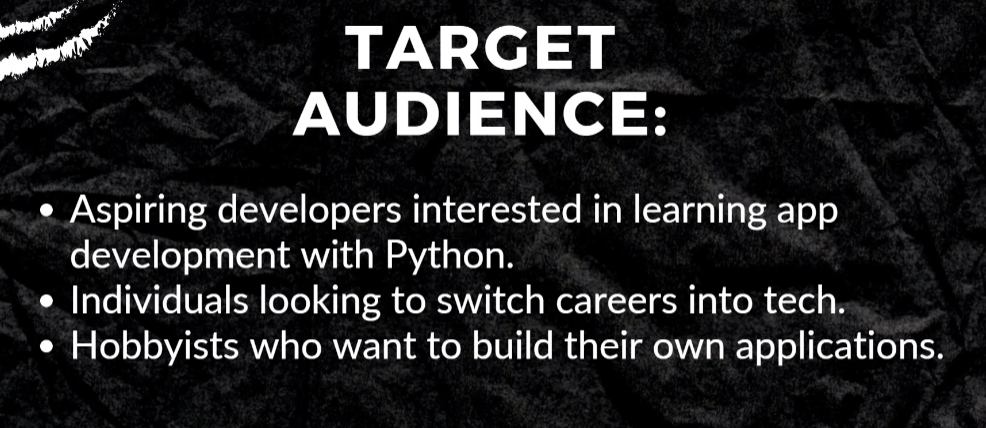 TARGET
AUDIENCE:
• Aspiring developers interested in learning app
development with Python.
• Individuals looking to switch careers into tech.
• Hobbyists who want to build their own applications.